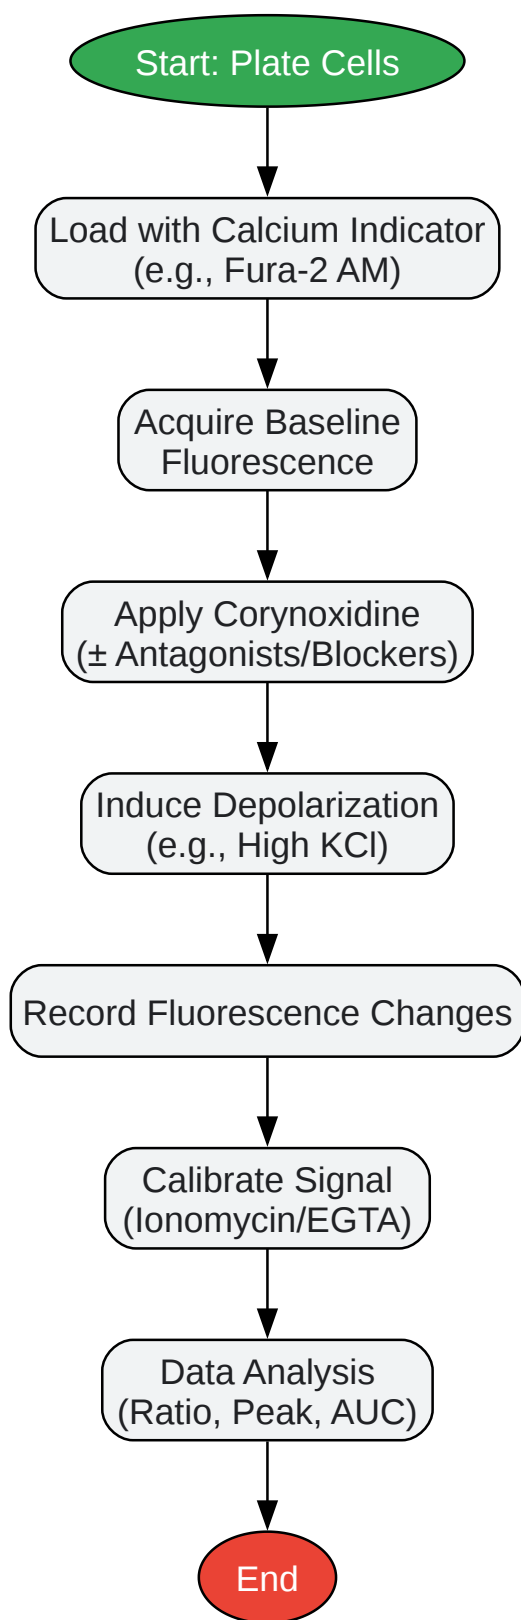 Start: Plate Cells
Load with Calcium Indicator
(e.g., Fura-2 AM)
Acquire Baseline
Fluorescence
Apply Corynoxidine
(± Antagonists/Blockers)
Induce Depolarization
(e.g., High KCl)
Record Fluorescence Changes
Calibrate Signal
(Ionomycin/EGTA)
Data Analysis
(Ratio, Peak, AUC)
End